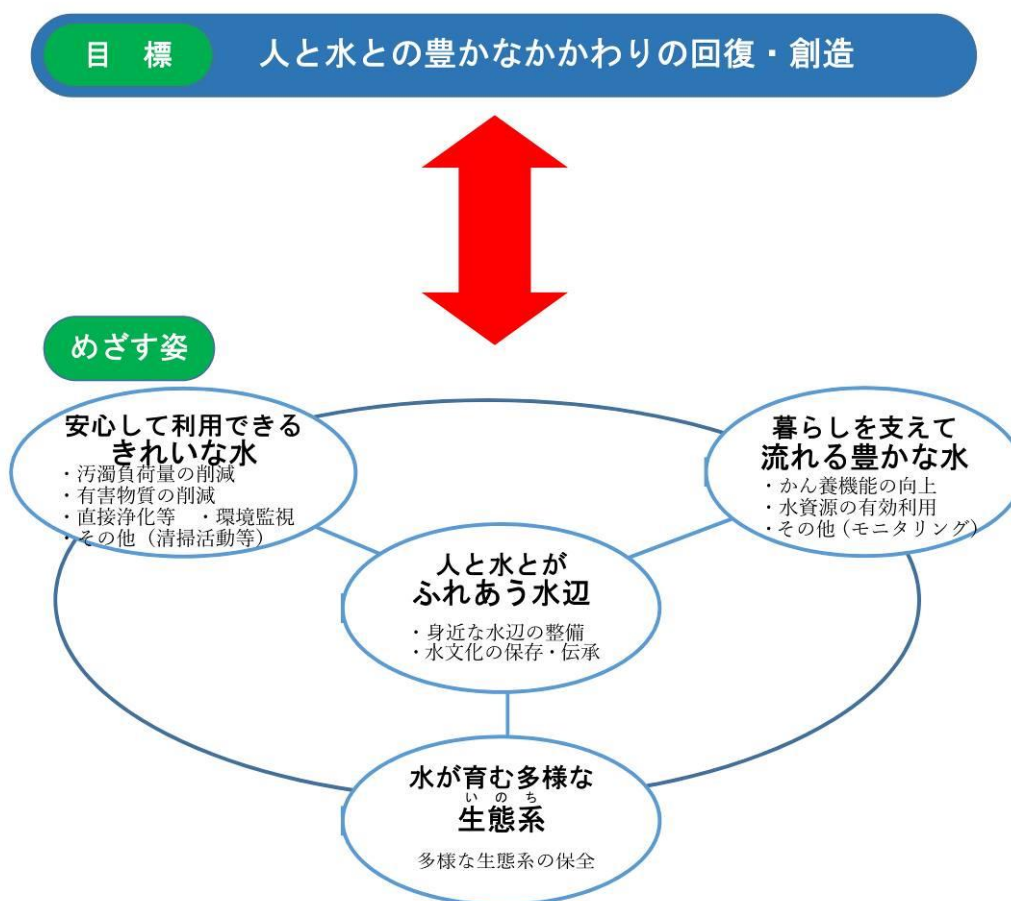 目　標　人と水との豊かなかかわりの回復・創造
めざす姿
安心して利用できる
きれいな水
・汚濁負荷量の削減
・有害物質の削減
・直接浄化等　・環境監視
・その他（清掃活動等）
暮らしを支えて
流れる豊かな水
・かん養機能の向上
・水資源の有効利用
・その他（モニタリング）
人と水とが
ふれあう水辺
・身近な水辺の整備
・水文化の保存・伝承
水が育む多様な
いのち
生態系
多様な生態系の保全